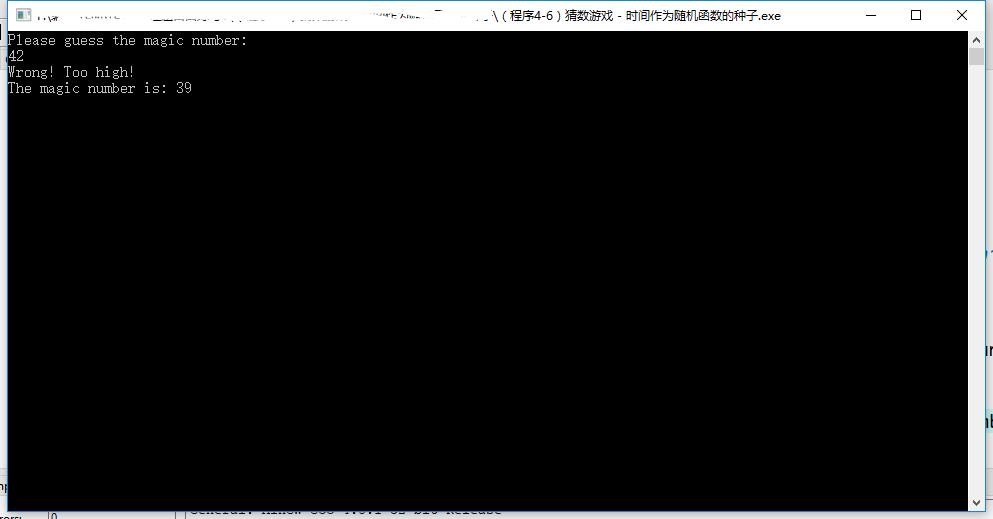 \（程序4-6）猜数游戏 - 时间作为随机函数的种子.exe
Please guess the magic number:
42
Wrong! Too high!
The magic number is: 39